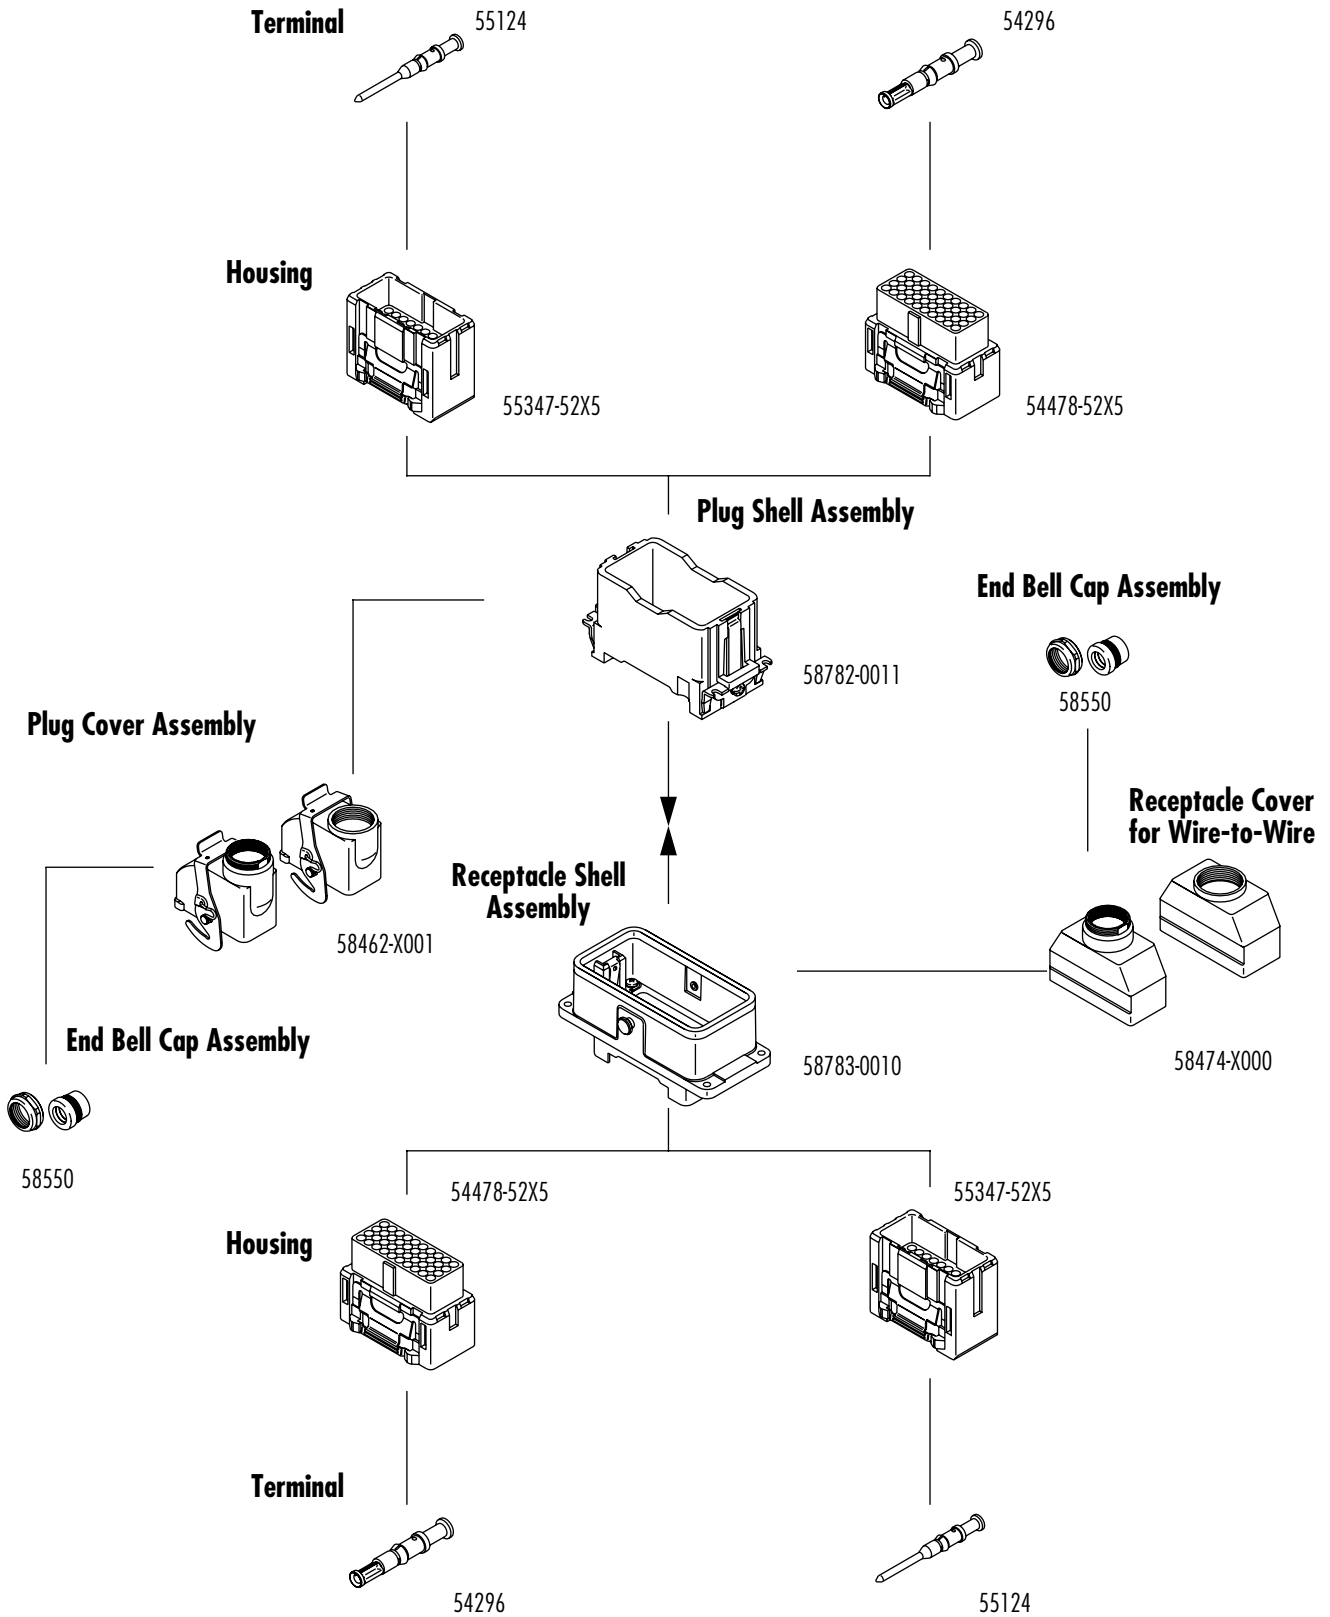 Terminal
55124
54296
Housing
55347-52X5
54478-52X5
Plug Shell Assembly
End Bell Cap Assembly
58782-0011
58550
Plug Cover Assembly
Receptacle Cover
for Wire-to-Wire
Receptacle Shell
Assembly
58462-X001
End Bell Cap Assembly
58783-0010
58474-X000
58550
54478-52X5
55347-52X5
Housing
Terminal
54296
55124